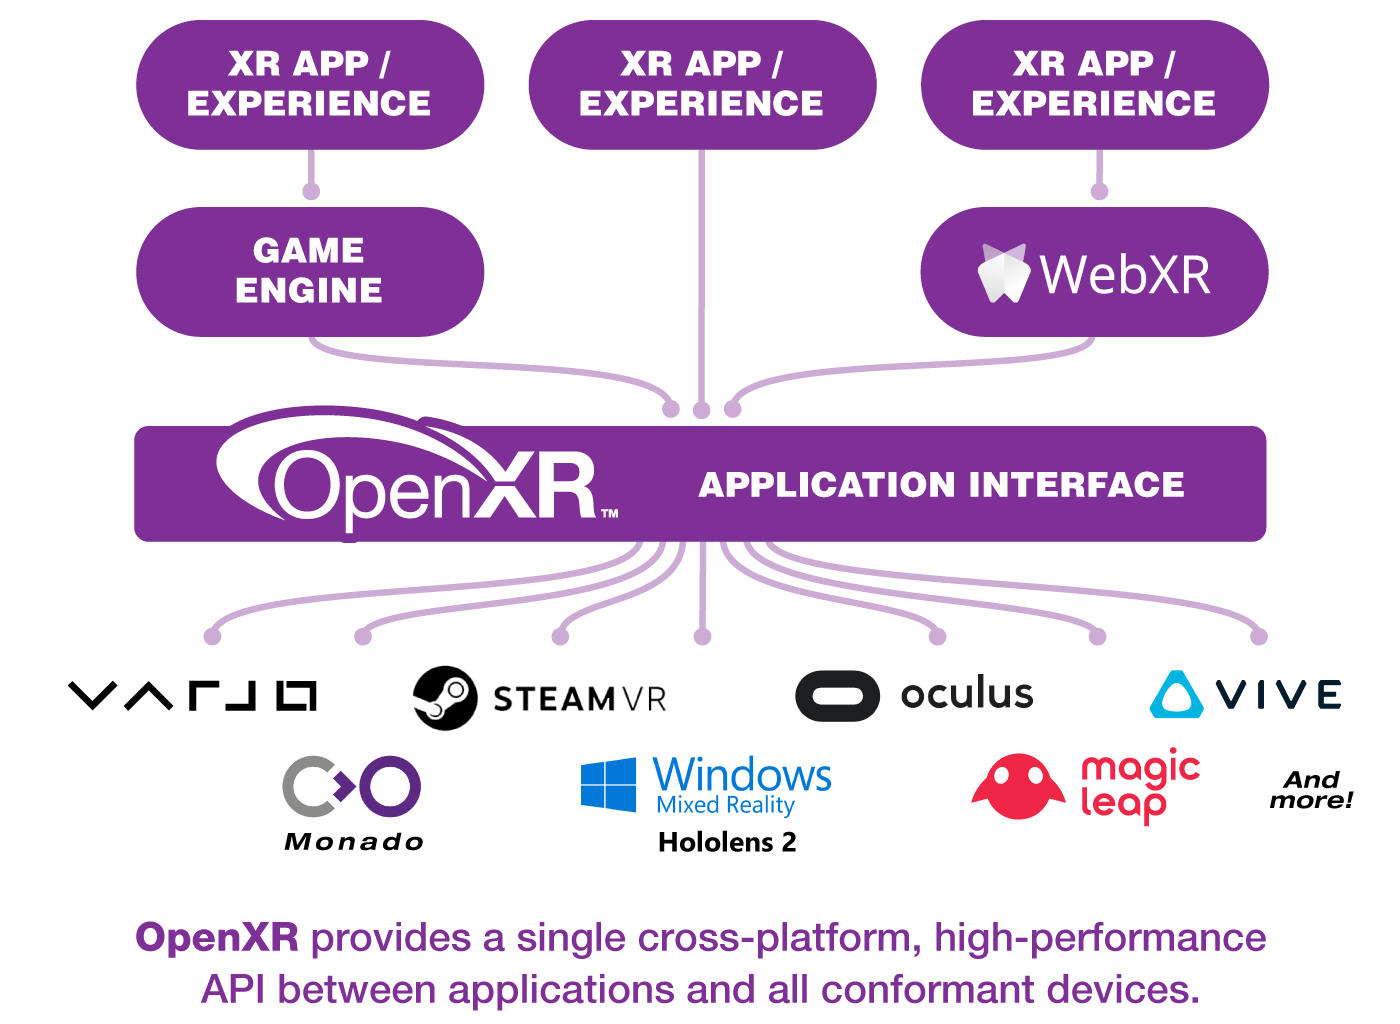 XR APP /
EXPERIENCE
XR APP /
EXPERIENCE
XR APP /
EXPERIENCE
GAME
ENGINE
WebXR
OpenXR™
APPLICATION INTERFACE
VARJO
STEAMVR
oculus
VIVE
Monado
Windows
Mixed Reality
Hololens 2
magic
leap
And
more!
OpenXR provides a single cross-platform, high-performance
API between applications and all conformant devices.